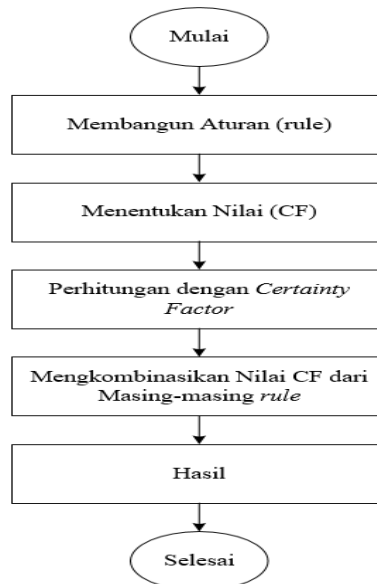 Mulai
Membangun Aturan (rule)
Menentukan Nilai (CF)
Perhitungan dengan Certainty
Factor
Mengkombinasikan Nilai CF dari
Masing-masing rule
Hasil
Selesai